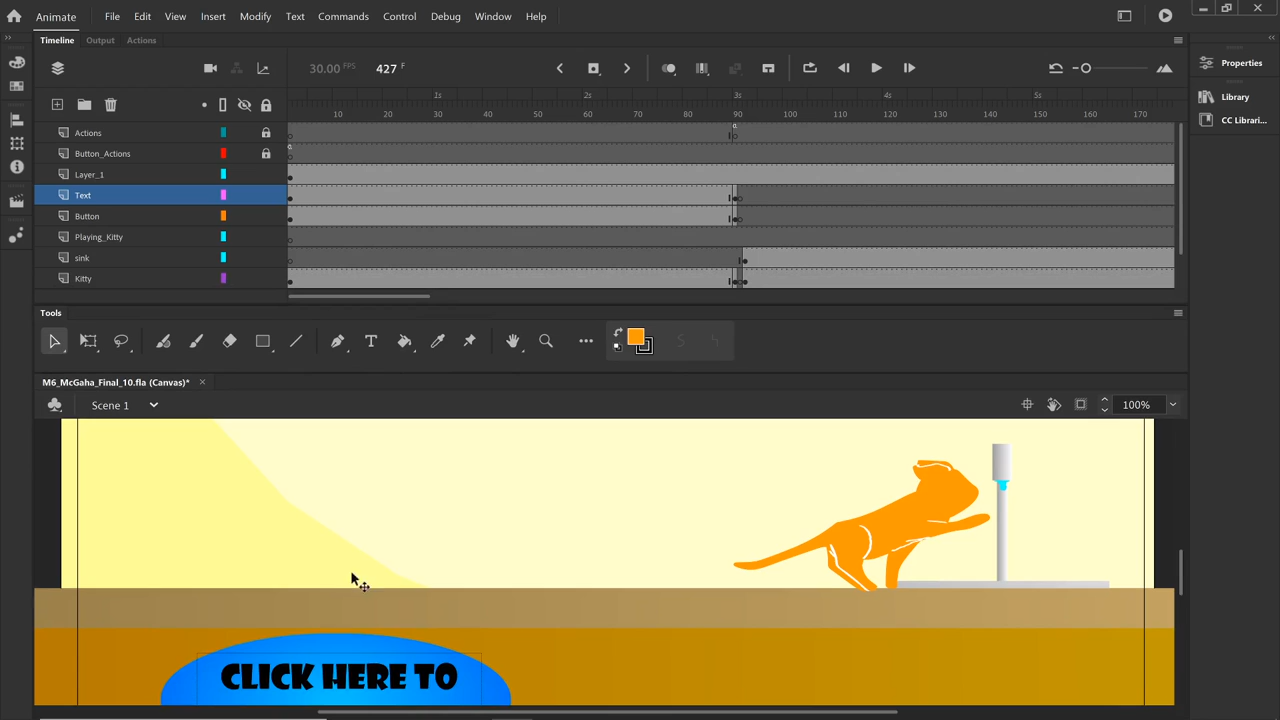 Animate File Edit View Insert Modify Text Commands Control Debug Window Help
Timeline Output Actions
30.00 FPS 427 F
Properties
1s 2s 3s 4s 5s
Library
10 20 30 40 50 60 70 80 90 100 110 120 130 140 150 160 170
CC Librari...
Actions
Button_Actions
Layer_1
Text
Button
Playing_Kitty
sink
Kitty
Tools
M6_McGaha_Final_10.fla (Canvas)*
Scene 1 100%
CLICK HERE TO